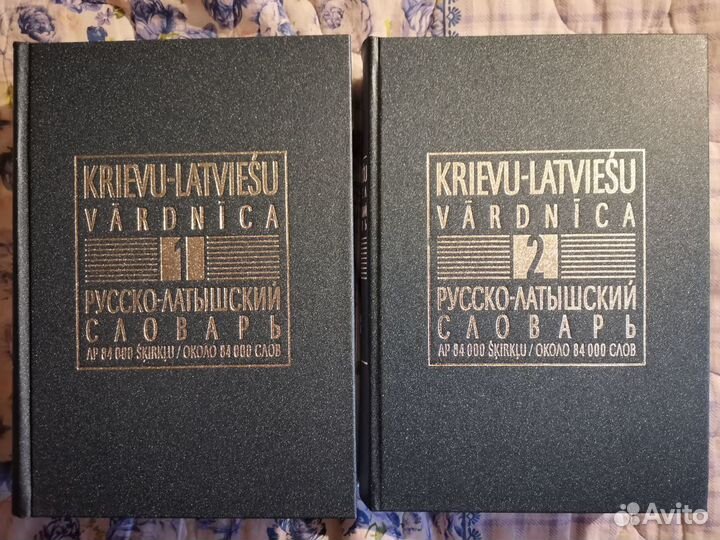 KRIEVU-LATVIEŠU
VĀRDNĪCA
1
РУССКО-ЛАТЫШСКИЙ
СЛОВАРЬ
AP 84 000 ŠĶIRKĻU / ОКОЛО 84 000 СЛОВ
KRIEVU-LATVIEŠU
VĀRDNĪCA
2
РУССКО-ЛАТЫШСКИЙ
СЛОВАРЬ
AP 84 000 ŠĶIRKĻU / ОКОЛО 84 000 СЛОВ
Avito